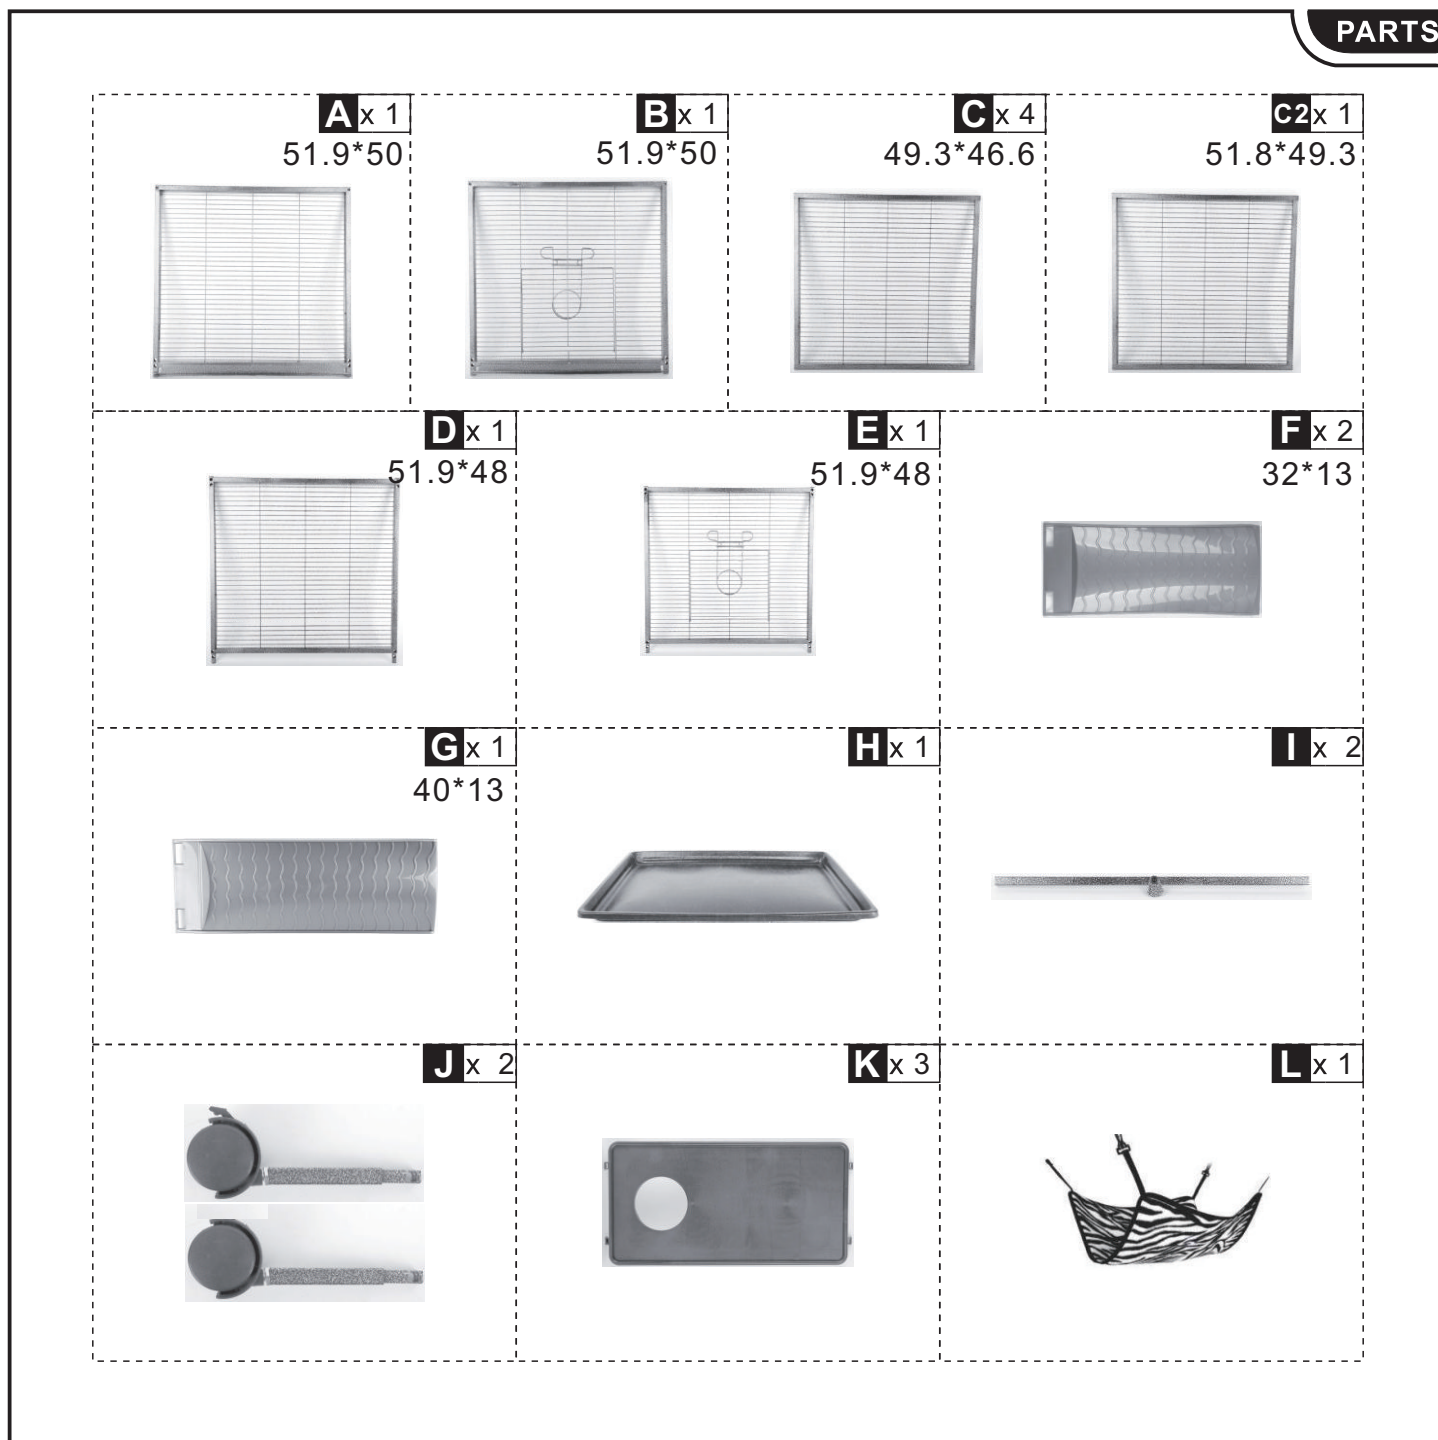 PARTS
A x 1
51.9*50
B x 1
51.9*50
C x 4
49.3*46.6
C2 x 1
51.8*49.3
D x 1
51.9*48
E x 1
51.9*48
F x 2
32*13
G x 1
40*13
H x 1
I x 2
J x 2
K x 3
L x 1